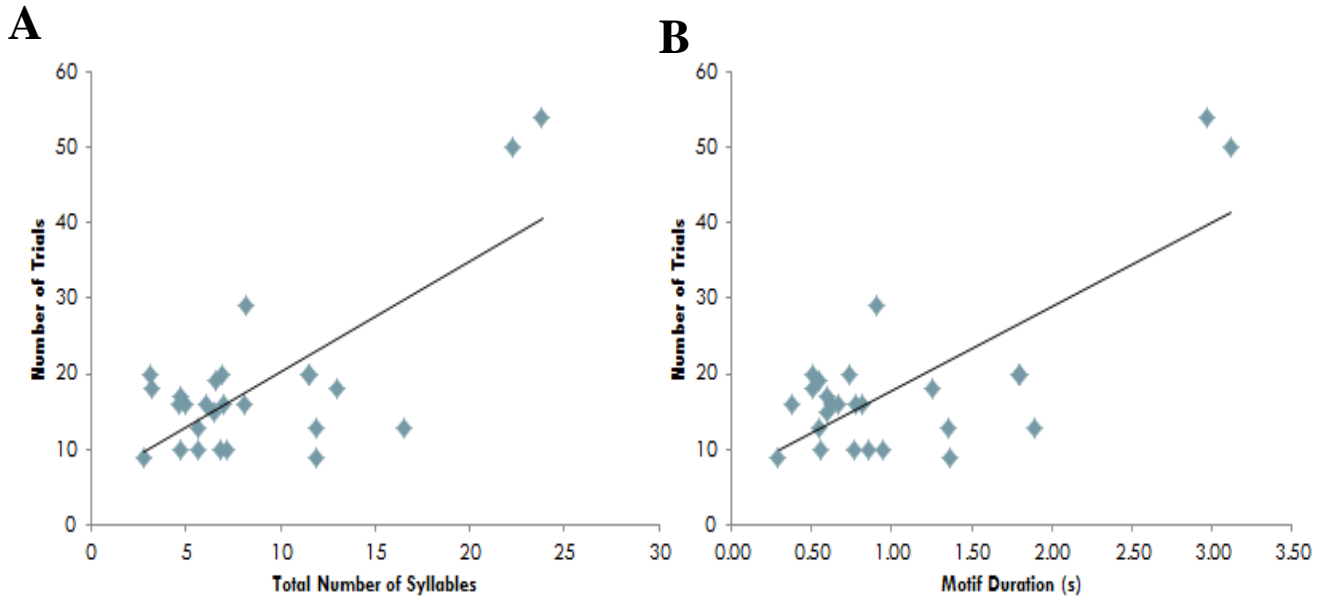 A
60
50
40
30
20
10
0
Number of Trials
0 5 10 15 20 25 30
Total Number of Syllables
B
60
50
40
30
20
10
0
Number of Trials
0.00 0.50 1.00 1.50 2.00 2.50 3.00 3.50
Motif Duration (s)